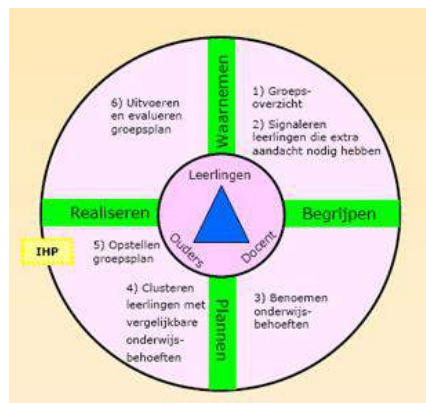 Waarnemen
1) Groeps-
overzicht
2) Signaleren
leerlingen die extra
aandacht nodig hebben
Begrijpen
3) Benoemen
onderwijs-
behoeften
Plannen
4) Clusteren
leerlingen met
vergelijkbare
onderwijs-
behoeften
5) Opstellen
groepsplan
IHP
Realiseren
6) Uitvoeren
en evalueren
groepsplan
Leerlingen
Ouders
Docent